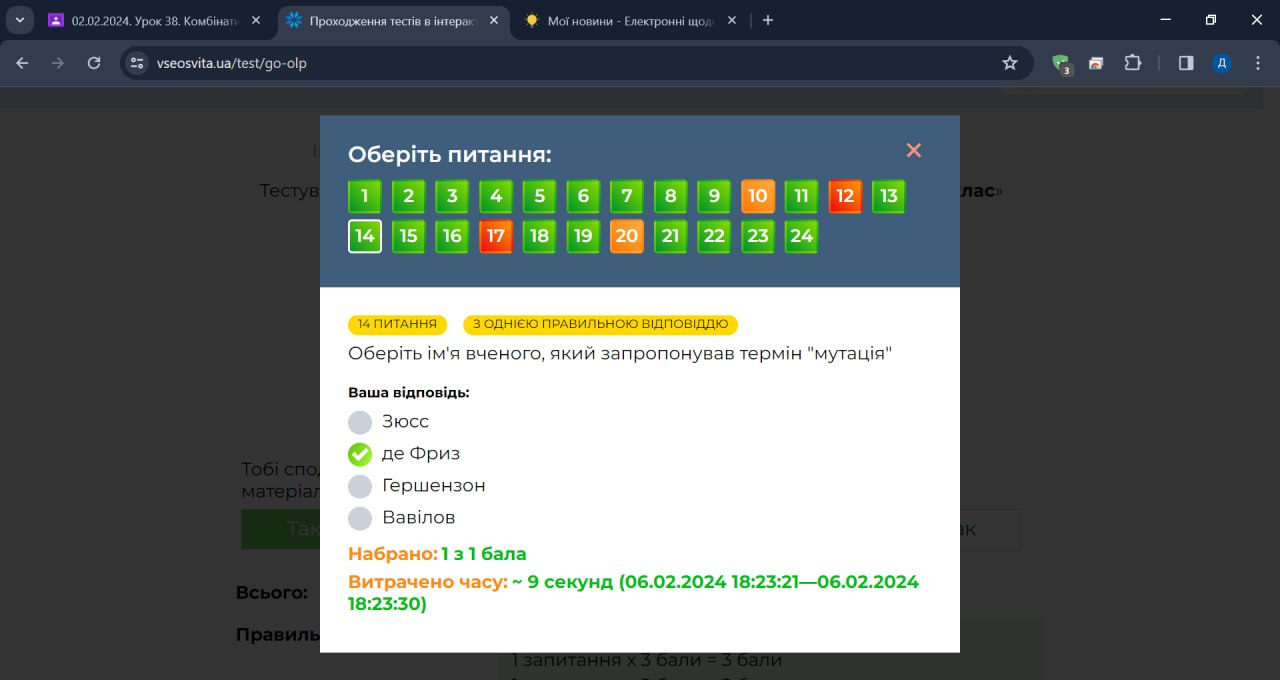 02.02.2024. Урок 38. Комбінати
Проходження тестів в інтерак
Мої новини - Електронні щод
vseosvita.ua/test/go-olp
3
Д
Оберіть питання:
Тестув
клас»
1 2 3 4 5 6 7 8 9 10 11 12 13
14 15 16 17 18 19 20 21 22 23 24
14 ПИТАННЯ
З ОДНІЄЮ ПРАВИЛЬНОЮ ВІДПОВІДДЮ
Оберіть ім'я вченого, який запропонував термін "мутація"
Ваша відповідь:
Зюсс
де Фриз
Гершензон
Вавілов
Тобі спо
матеріал
Так
ак
Набрано: 1 з 1 бала
Витрачено часу: ~ 9 секунд (06.02.2024 18:23:21—06.02.2024
18:23:30)
Всього:
Правиль
1 запитання x 3 бали = 3 бали